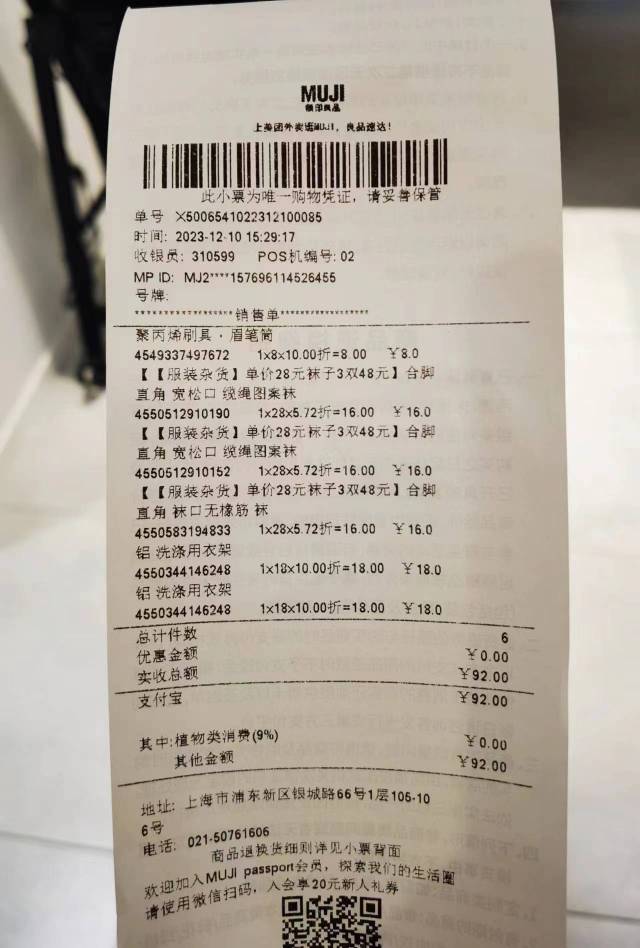 MUJI
無印良品
上美团外卖逛MUJI，良品速达！
此小票为唯一购物凭证，请妥善保管
单号 X5006541022312100085
时间: 2023-12-10 15:29:17
收银员: 310599 POS机编号: 02
MP ID: MJ2****157696114526455
号牌:
********************销售单********************
聚丙烯刷具·眉笔筒
4549337497672 1x8x10.00折=8.00 ￥8.0
【【服装杂货】单价28元袜子3双48元】合脚
直角 宽松口 缆绳图案袜
4550512910190 1x28x5.72折=16.00 ￥16.0
【【服装杂货】单价28元袜子3双48元】合脚
直角 宽松口 缆绳图案袜
4550512910152 1x28x5.72折=16.00 ￥16.0
【【服装杂货】单价28元袜子3双48元】合脚
直角 袜口无橡筋 袜
4550583194833 1x28x5.72折=16.00 ￥16.0
铝 洗涤用衣架
4550344146248 1x18x10.00折=18.00 ￥18.0
铝 洗涤用衣架
4550344146248 1x18x10.00折=18.00 ￥18.0
总计件数 6
优惠金额 ￥0.00
实收总额 ￥92.00
支付宝 ￥92.00
其中:植物类消费(9%) ￥0.00
其他金额 ￥92.00
地址: 上海市浦东新区银城路66号1层105-10
6号
电话: 021-50761606
商品退换货细则详见小票背面
欢迎加入MUJI passport会员，探索我们的生活圈
请使用微信扫码，入会享20元新人礼券